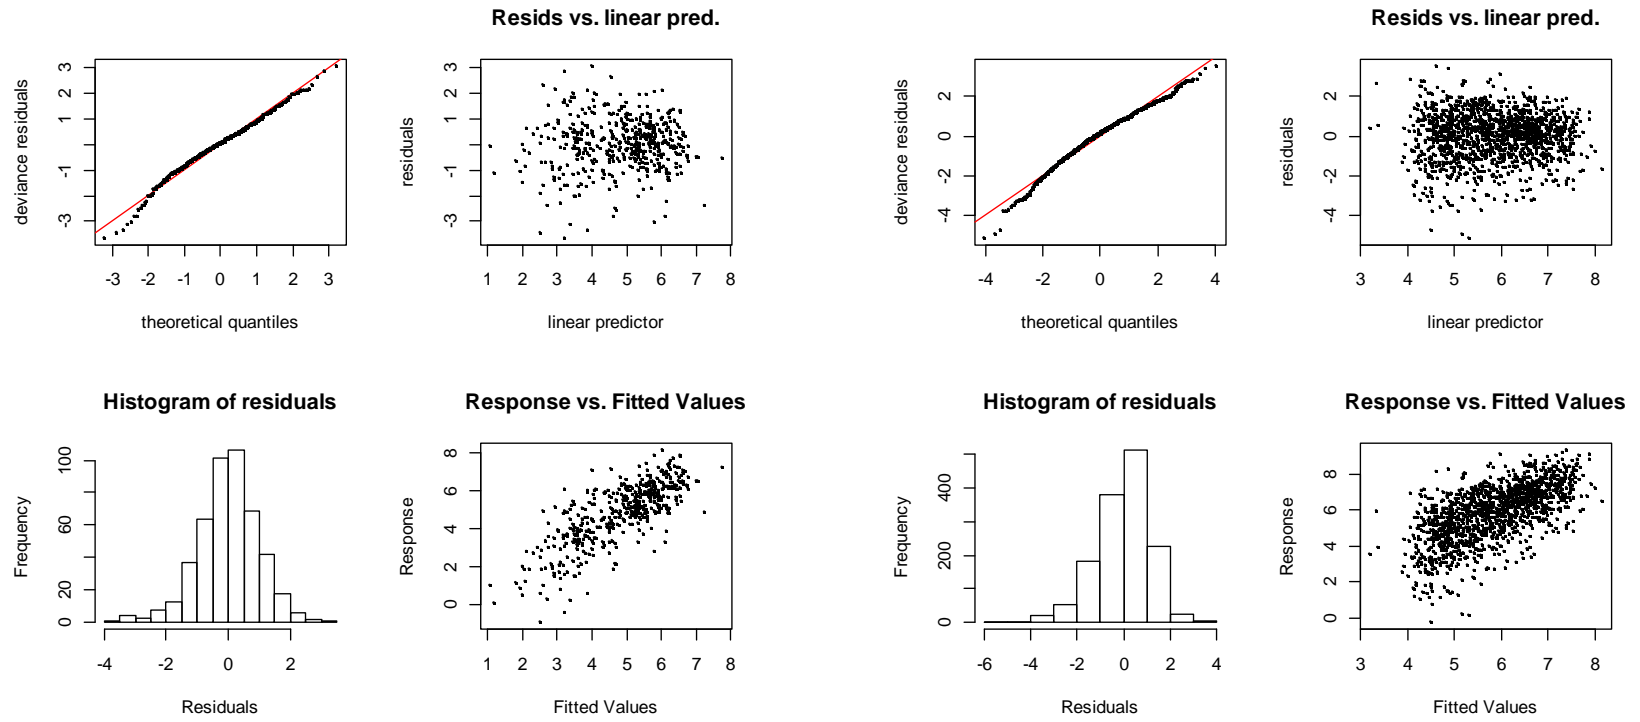 Resids vs. linear pred.
deviance residuals
3
2
1
-1
-3
-3 -2 -1 0 1 2 3
theoretical quantiles
residuals
3
2
1
-1
-3
1 2 3 4 5 6 7 8
linear predictor
Resids vs. linear pred.
deviance residuals
2
0
-2
-4
-4 -2 0 2 4
theoretical quantiles
residuals
2
0
-2
-4
3 4 5 6 7 8
linear predictor
Histogram of residuals
Frequency
100
60
20
0
-4 -2 0 2
Residuals
Response vs. Fitted Values
Response
8
6
4
2
0
1 2 3 4 5 6 7 8
Fitted Values
Histogram of residuals
Frequency
400
200
0
-6 -4 -2 0 2 4
Residuals
Response vs. Fitted Values
Response
8
6
4
2
0
3 4 5 6 7 8
Fitted Values